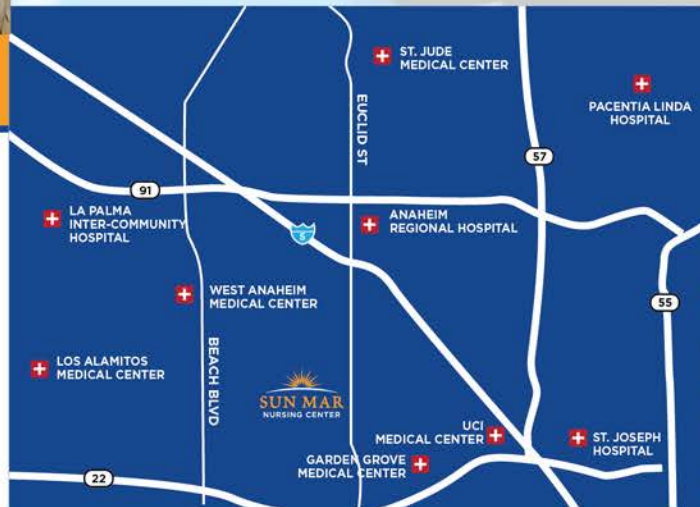 ST. JUDE
MEDICAL CENTER
PACENTIA LINDA
HOSPITAL
EUCLID ST
57
91
LA PALMA
INTER-COMMUNITY
HOSPITAL
ANAHEIM
REGIONAL HOSPITAL
5
WEST ANAHEIM
MEDICAL CENTER
55
LOS ALAMITOS
MEDICAL CENTER
BEACH BLVD
SUN MAR
NURSING CENTER
UCI
MEDICAL CENTER
ST. JOSEPH
HOSPITAL
GARDEN GROVE
MEDICAL CENTER
22